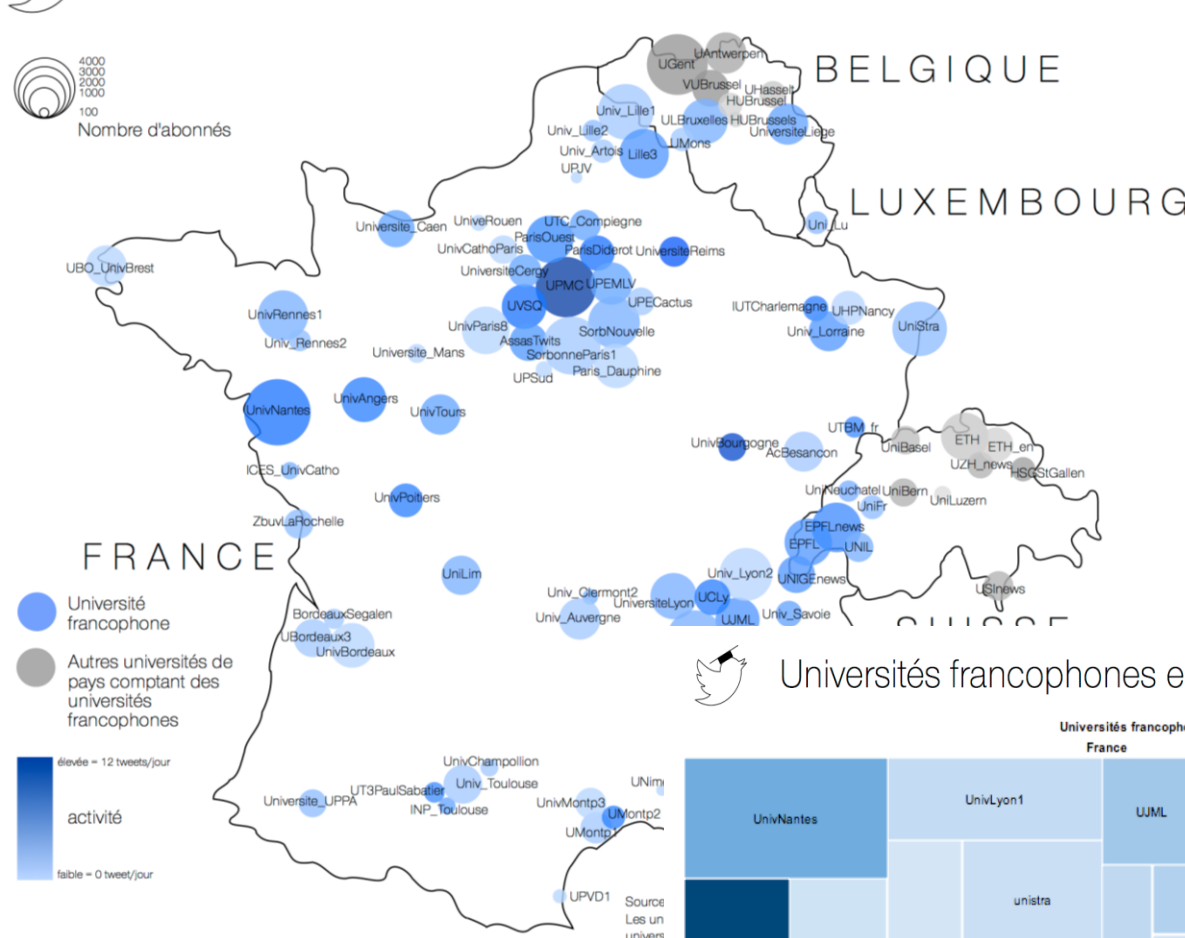 4000
3000
2000
1000
100
Nombre d'abonnés
BELGIQUE
UAntwerpen
UGent
VUBrussel
UHasselt
HUBrussel
Univ_Lille1
ULBruxelles
HUBrussels
Univ_Lille2
UniversiteLiege
UMons
Univ_Artois
Lille3
UPJV
LUXEMBOURG
Uni_Lu
Universite_Caen
UniveRouen
UTC_Compiegne
ParisOuest
UnivCathoParis
ParisDiderot
UniversiteReims
UBO_UnivBrest
UniversiteCergy
UPMC
UPEMLV
UVSQ
UPECactus
IUTCharlemagne
UHPNancy
UnivRennes1
UnivParis8
SorbNouvelle
Univ_Lorraine
UniStra
Univ_Rennes2
AssasTwits
Universite_Mans
SorbonneParis1
UPSud
Paris_Dauphine
UnivNantes
UnivAngers
UnivTours
UTBM_fr
UnivBourgogne
AcBesancon
UniBasel
ETH
ETH_en
UZH_news
HSGStGallen
ICES_UnivCatho
UnivPoitiers
UniNeuchatel
UniBern
UniLuzern
UniFr
ZbuvLaRochelle
EPFLnews
EPFL
UNIL
FRANCE
UniLim
Univ_Lyon2
UNIGEnews
USInews
Univ_Clermont2
UniversiteLyon
UCLy
Université
francophone
BordeauxSegalen
Univ_Auvergne
UJML
Univ_Savoie
SUISSE
UBordeaux3
UnivBordeaux
Autres universités de
pays comptant des
universités
francophones
Universités francophones e
Universités francopho
France
élevée = 12 tweets/jour
activité
faible = 0 tweet/jour
UnivChampollion
UT3PaulSabatier
Univ_Toulouse
Universite_UPPA
INP_Toulouse
UNim
UnivMontp3
UMontp2
UMontp1
UPVD1
Source
Les un
univers
UnivNantes
UnivLyon1
UJML
unistra